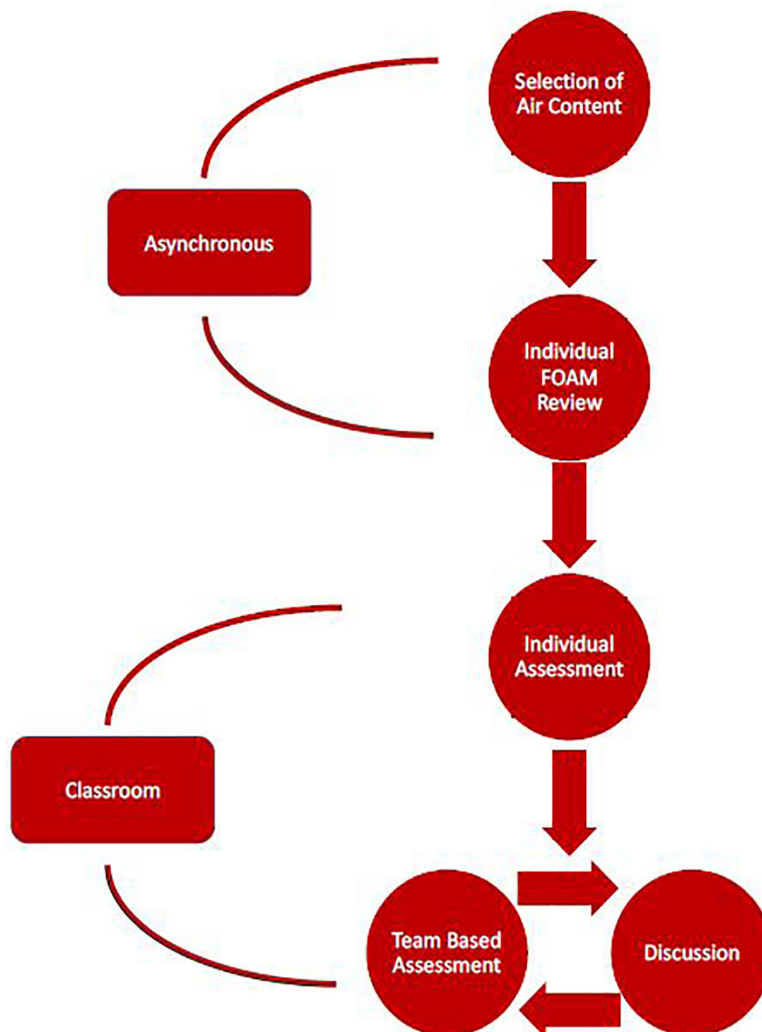 Selection of
Air Content
Asynchronous
Individual
FOAM
Review
Individual
Assessment
Classroom
Team Based
Assessment
Discussion